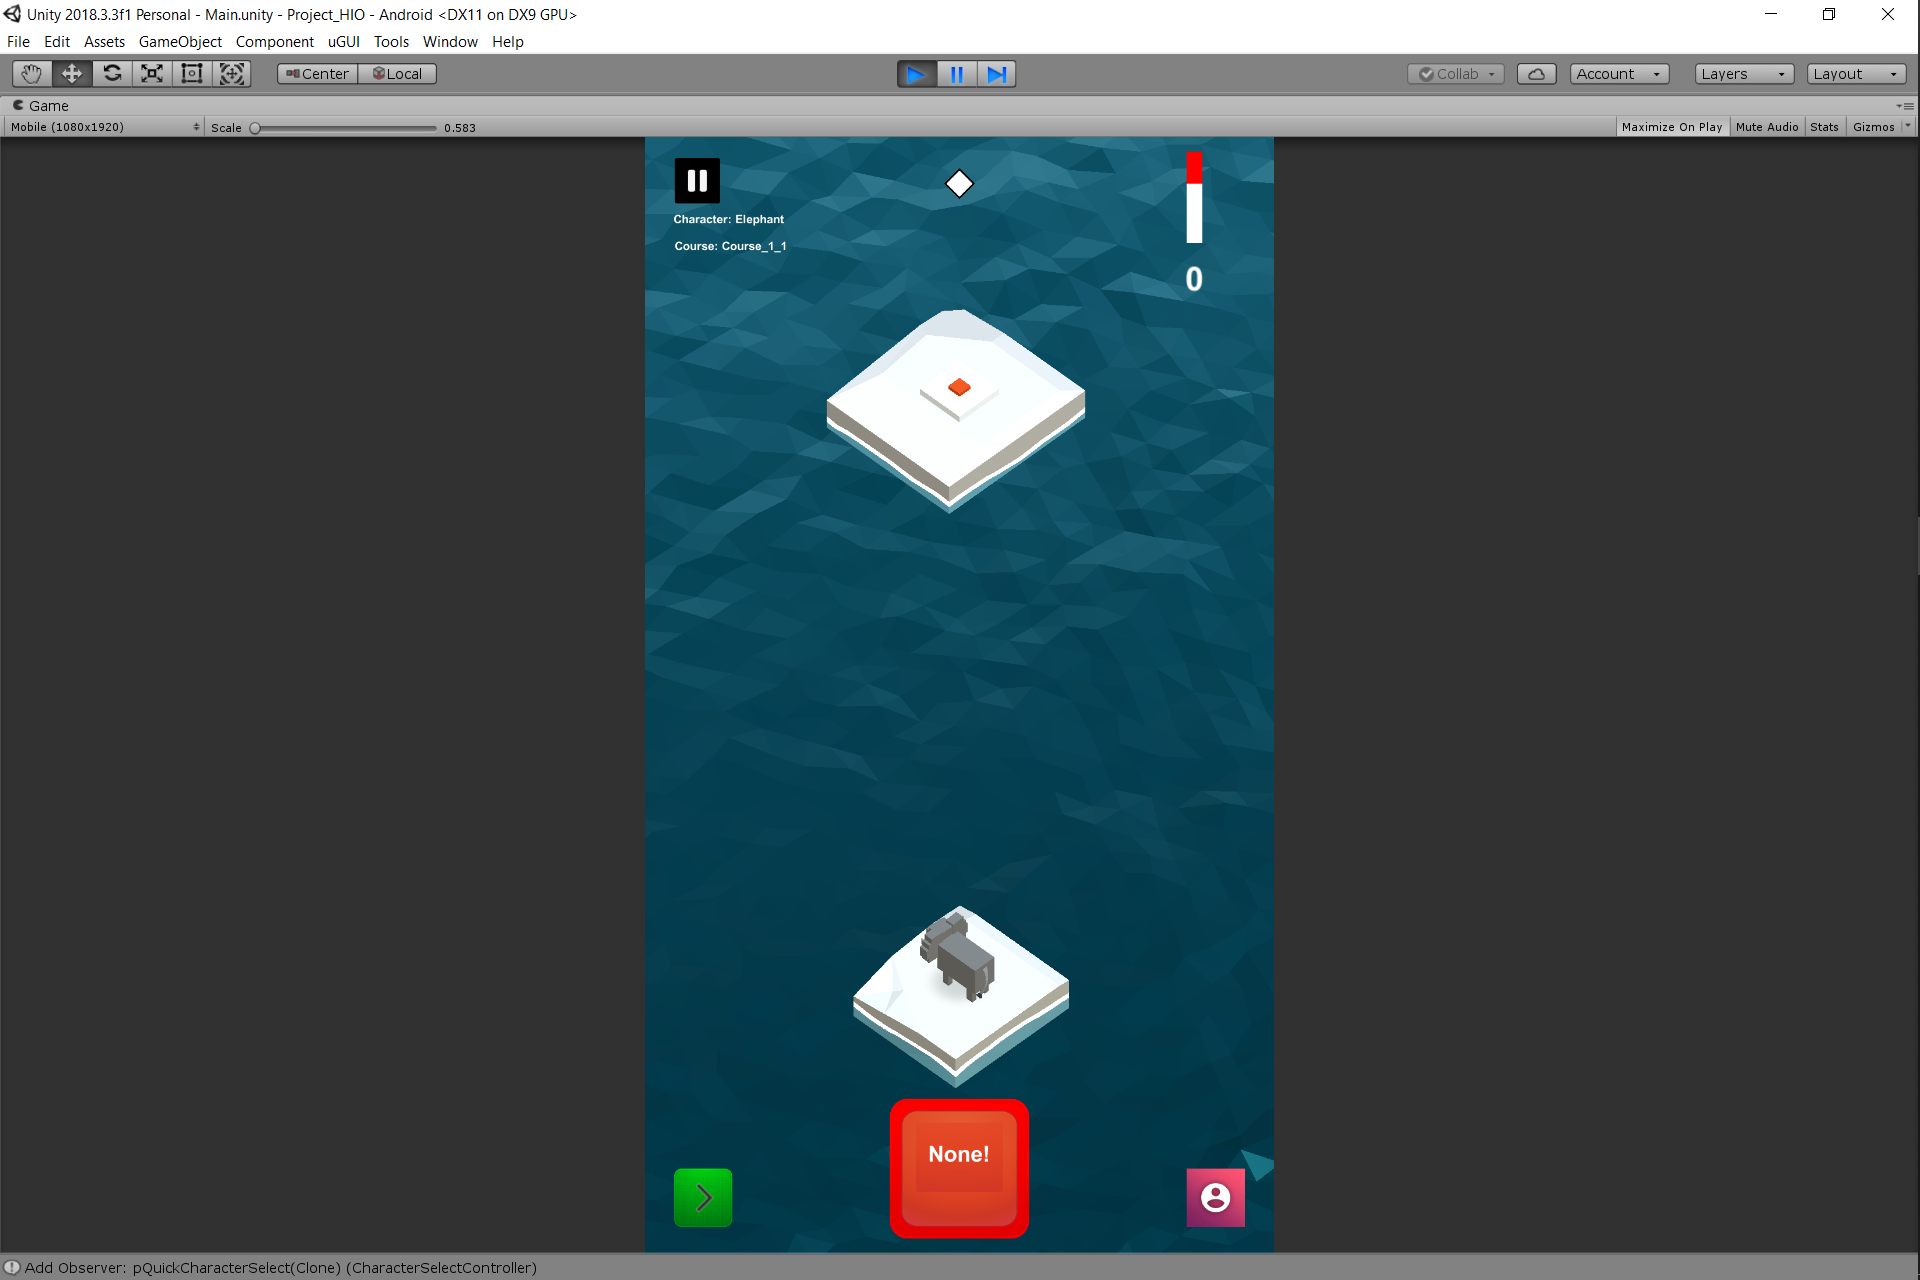 Unity 2018.3.3f1 Personal - Main.unity - Project_HIO - Android <DX11 on DX9 GPU>
File Edit Assets GameObject Component uGUI Tools Window Help
Center Local Collab Account Layers Layout
Game
Mobile (1080x1920) Scale 0.583 Maximize On Play Mute Audio Stats Gizmos
Character: Elephant
Course: Course_1_1
0
None!
Add Observer: pQuickCharacterSelect(Clone) (CharacterSelectController)